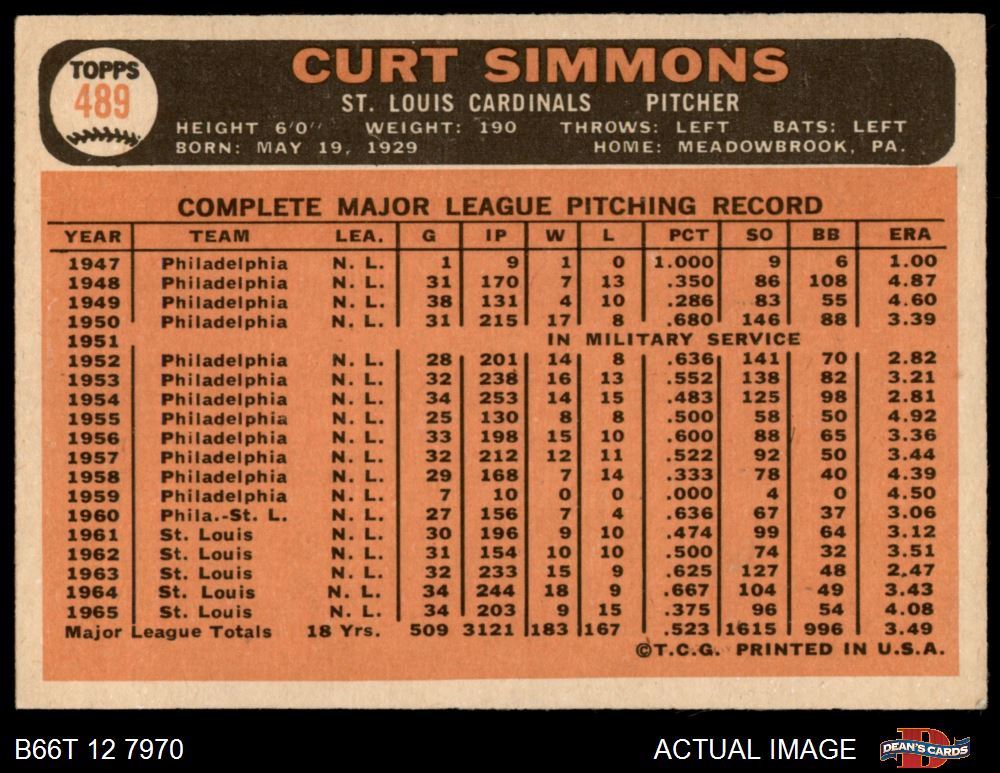 TOPPS
489
CURT SIMMONS
ST. LOUIS CARDINALS PITCHER
HEIGHT 6'0" WEIGHT: 190 THROWS: LEFT BATS: LEFT
BORN: MAY 19, 1929 HOME: MEADOWBROOK, PA.
COMPLETE MAJOR LEAGUE PITCHING RECORD
YEAR TEAM LEA. G IP W L PCT SO BB ERA
1947 Philadelphia N. L. 1 9 1 0 1.000 9 6 1.00
1948 Philadelphia N. L. 31 170 7 13 .350 86 108 4.87
1949 Philadelphia N. L. 38 131 4 10 .286 83 55 4.60
1950 Philadelphia N. L. 31 215 17 8 .680 146 88 3.39
1951 IN MILITARY SERVICE
1952 Philadelphia N. L. 28 201 14 8 .636 141 70 2.82
1953 Philadelphia N. L. 32 238 16 13 .552 138 82 3.21
1954 Philadelphia N. L. 34 253 14 15 .483 125 98 2.81
1955 Philadelphia N. L. 25 130 8 8 .500 58 50 4.92
1956 Philadelphia N. L. 33 198 15 10 .600 88 65 3.36
1957 Philadelphia N. L. 32 212 12 11 .522 92 50 3.44
1958 Philadelphia N. L. 29 168 7 14 .333 78 40 4.39
1959 Philadelphia N. L. 7 10 0 0 .000 4 0 4.50
1960 Phila.-St. L. N. L. 27 156 7 4 .636 67 37 3.06
1961 St. Louis N. L. 30 196 9 10 .474 99 64 3.12
1962 St. Louis N. L. 31 154 10 10 .500 74 32 3.51
1963 St. Louis N. L. 32 233 15 9 .625 127 48 2.47
1964 St. Louis N. L. 34 244 18 9 .667 104 49 3.43
1965 St. Louis N. L. 34 203 9 15 .375 96 54 4.08
Major League Totals 18 Yrs. 509 3121 183 167 .523 1615 996 3.49
©T.C.G. PRINTED IN U.S.A.
B66T 12 7970 ACTUAL IMAGE
DEAN'S CARDS